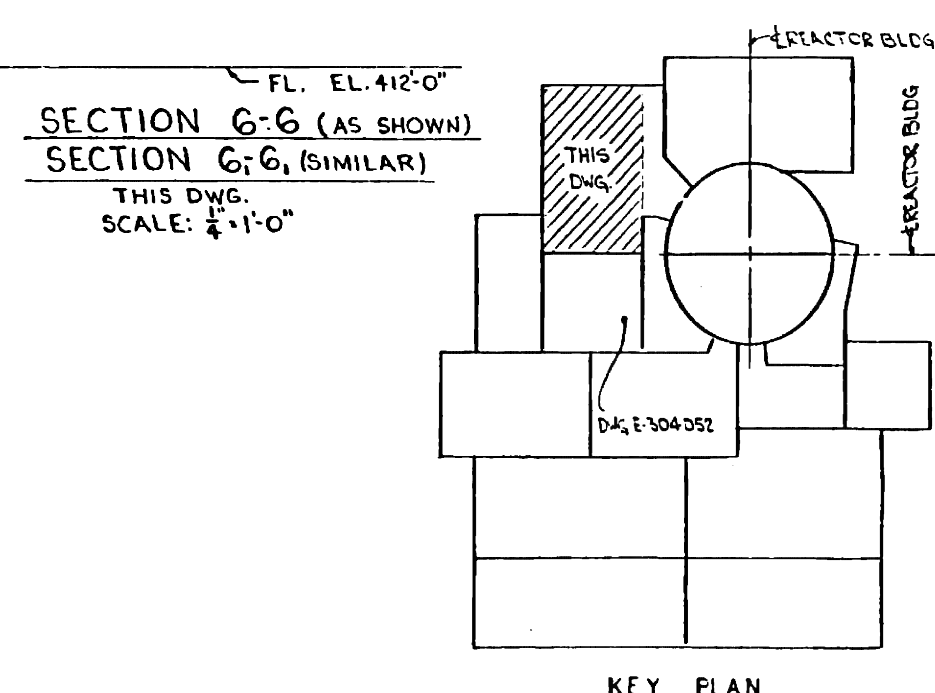 FL. EL. 412'-0"
SECTION 6-6 (AS SHOWN)
SECTION 6₁-6₁ (SIMILAR)
THIS DWG.
SCALE: 1/4" = 1'-0"
℄ REACTOR BLDG
℄ REACTOR BLDG
THIS
DWG.
DWG. E-304052
KEY PLAN